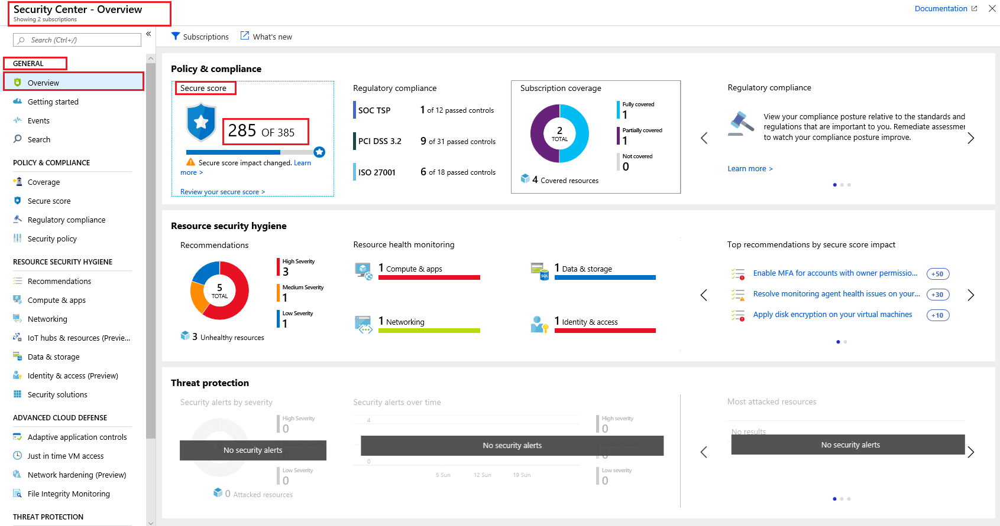 Security Center - Overview
Showing 2 subscriptions
Documentation
Search (Ctrl+/)
«
Subscriptions
What's new
GENERAL
Overview
Getting started
Events
Search
POLICY & COMPLIANCE
Coverage
Secure score
Regulatory compliance
Security policy
RESOURCE SECURITY HYGIENE
Recommendations
Compute & apps
Networking
IoT hubs & resources (Previe...
Data & storage
Identity & access (Preview)
Security solutions
ADVANCED CLOUD DEFENSE
Adaptive application controls
Just in time VM access
Network hardening (Preview)
File Integrity Monitoring
THREAT PROTECTION
Policy & compliance
Secure score
285 OF 385
Secure score impact changed. Learn
more >
Review your secure score >
Regulatory compliance
SOC TSP 1 of 12 passed controls
PCI DSS 3.2 9 of 31 passed controls
ISO 27001 6 of 18 passed controls
Subscription coverage
2
TOTAL
Fully covered
1
Partially covered
1
Not covered
0
4 Covered resources
Regulatory compliance
View your compliance posture relative to the standards and
regulations that are important to you. Remediate assessmer
to watch your compliance posture improve.
Learn more >
Resource security hygiene
Recommendations
5
TOTAL
High Severity
3
Medium Severity
1
Low Severity
1
3 Unhealthy resources
Resource health monitoring
1 Compute & apps
1 Data & storage
SQL
1 Networking
1 Identity & access
Top recommendations by secure score impact
Enable MFA for accounts with owner permissio... +50
Resolve monitoring agent health issues on your... +30
Apply disk encryption on your virtual machines +10
Threat protection
Security alerts by severity
High Severity
0
No security alerts
Low Severity
0
0 Attacked resources
Security alerts over time
4
0
5 Sun 12 Sun 19 Sun
High severity
0
No security alerts
0
Low severity
0
Most attacked resources
No results
No security alerts